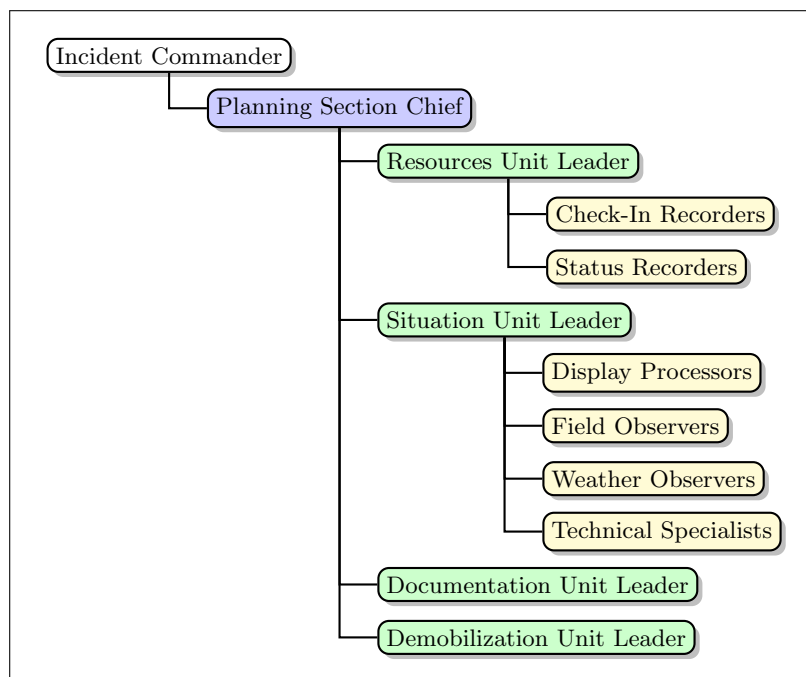 Incident Commander
Planning Section Chief
Resources Unit Leader
Check-In Recorders
Status Recorders
Situation Unit Leader
Display Processors
Field Observers
Weather Observers
Technical Specialists
Documentation Unit Leader
Demobilization Unit Leader